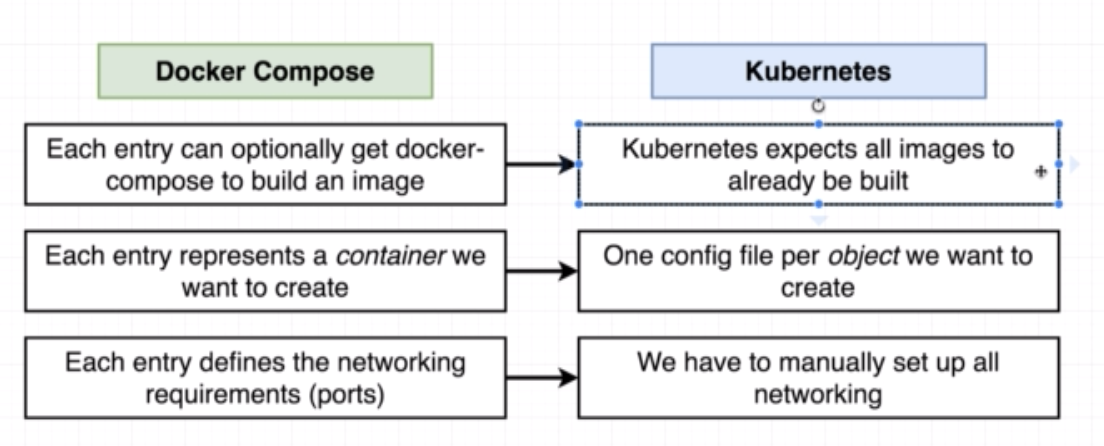 Docker Compose
Kubernetes
Each entry can optionally get docker-
compose to build an image
Kubernetes expects all images to
already be built
Each entry represents a container we
want to create
One config file per object we want to
create
Each entry defines the networking
requirements (ports)
We have to manually set up all
networking